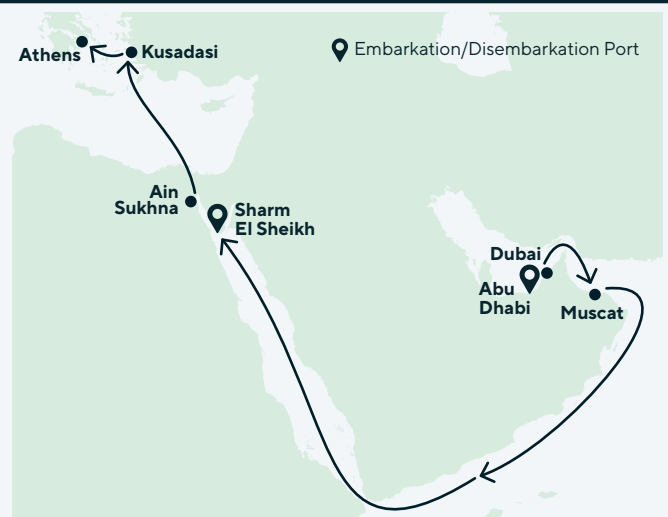 Athens
Kusadasi
Embarkation/Disembarkation Port
Ain
Sukhna
Sharm
El Sheikh
Dubai
Abu
Dhabi
Muscat